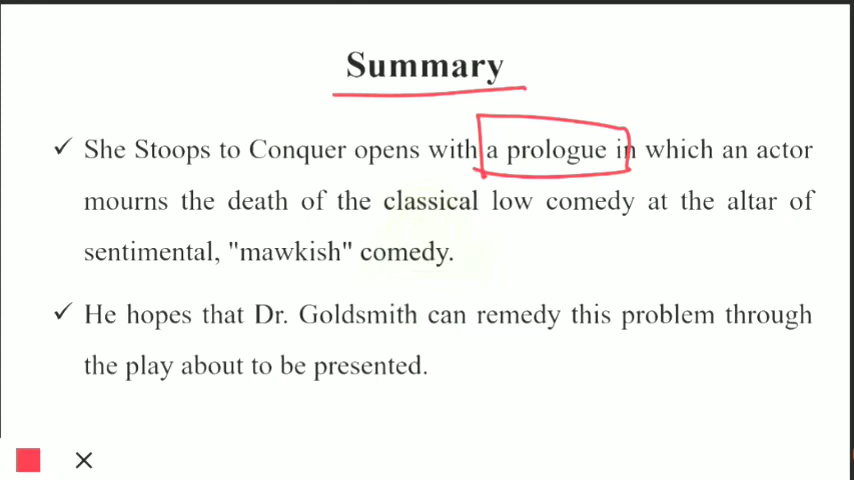 Summary
✓ She Stoops to Conquer opens with a prologue in which an actor
mourns the death of the classical low comedy at the altar of
sentimental, "mawkish" comedy.
✓ He hopes that Dr. Goldsmith can remedy this problem through
the play about to be presented.